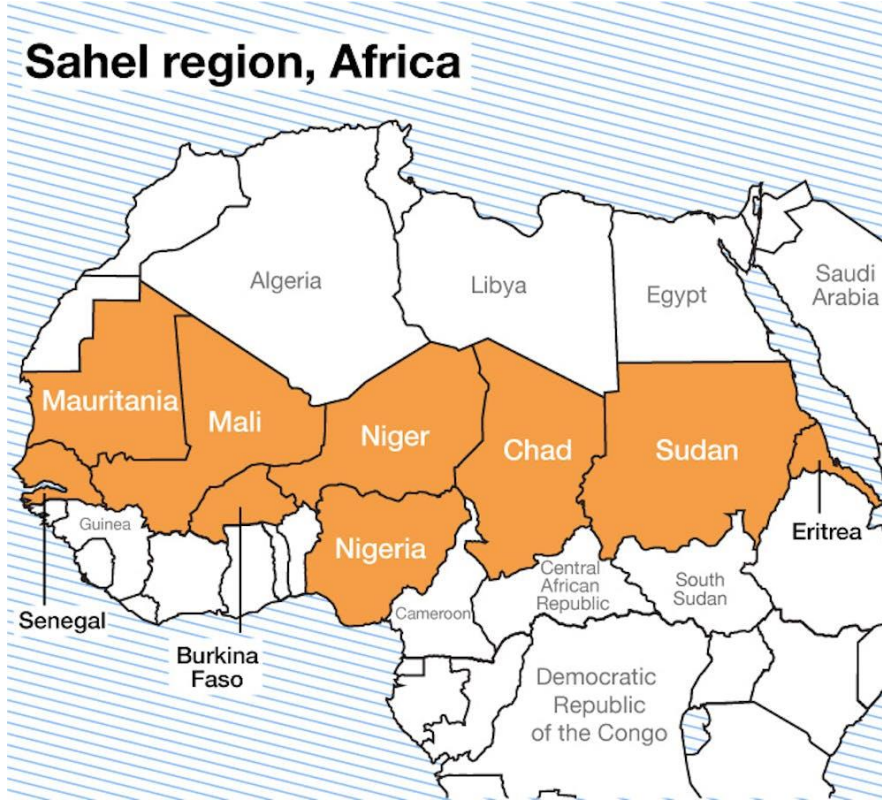 Sahel region, Africa
Algeria
Libya
Egypt
Saudi
Arabia
Mauritania
Mali
Niger
Chad
Sudan
Eritrea
Guinea
Nigeria
Senegal
Burkina
Faso
Cameroon
Central
African
Republic
South
Sudan
Democratic
Republic
of the Congo